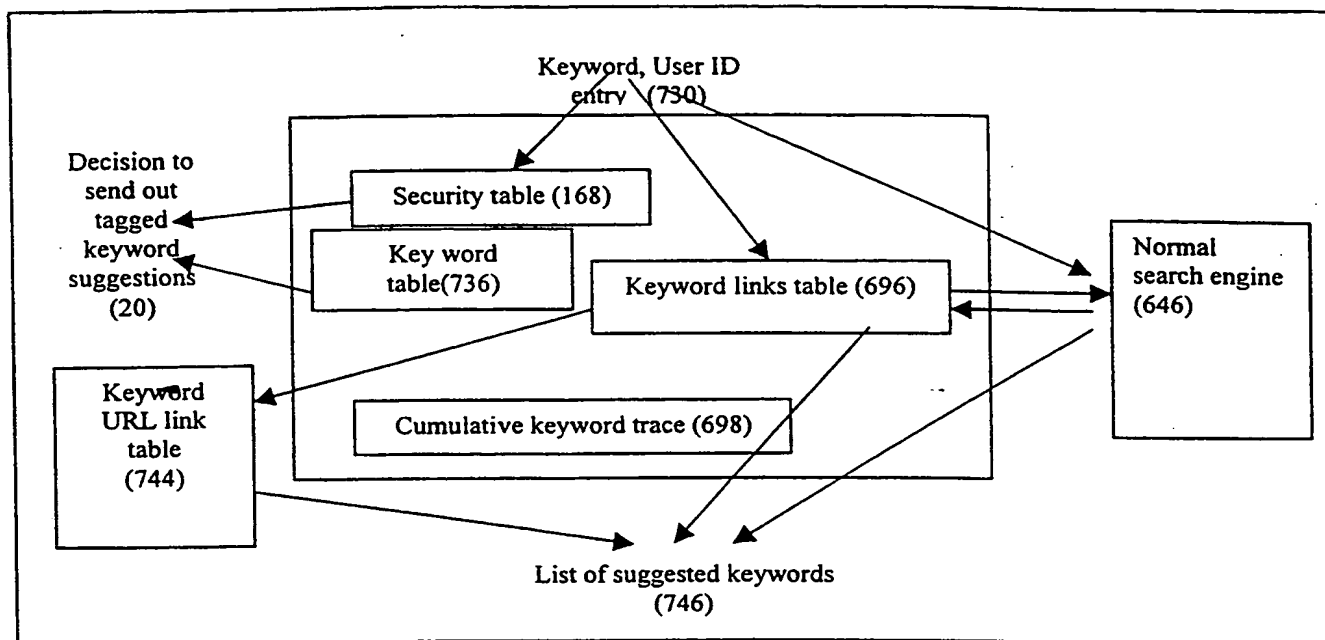 Keyword, User ID
entry (730)
Decision to
send out
tagged
keyword
suggestions
(20)
Security table (168)
Key word
table(736)
Keyword links table (696)
Normal
search engine
(646)
Keyword
URL link
table
(744)
Cumulative keyword trace (698)
List of suggested keywords
(746)